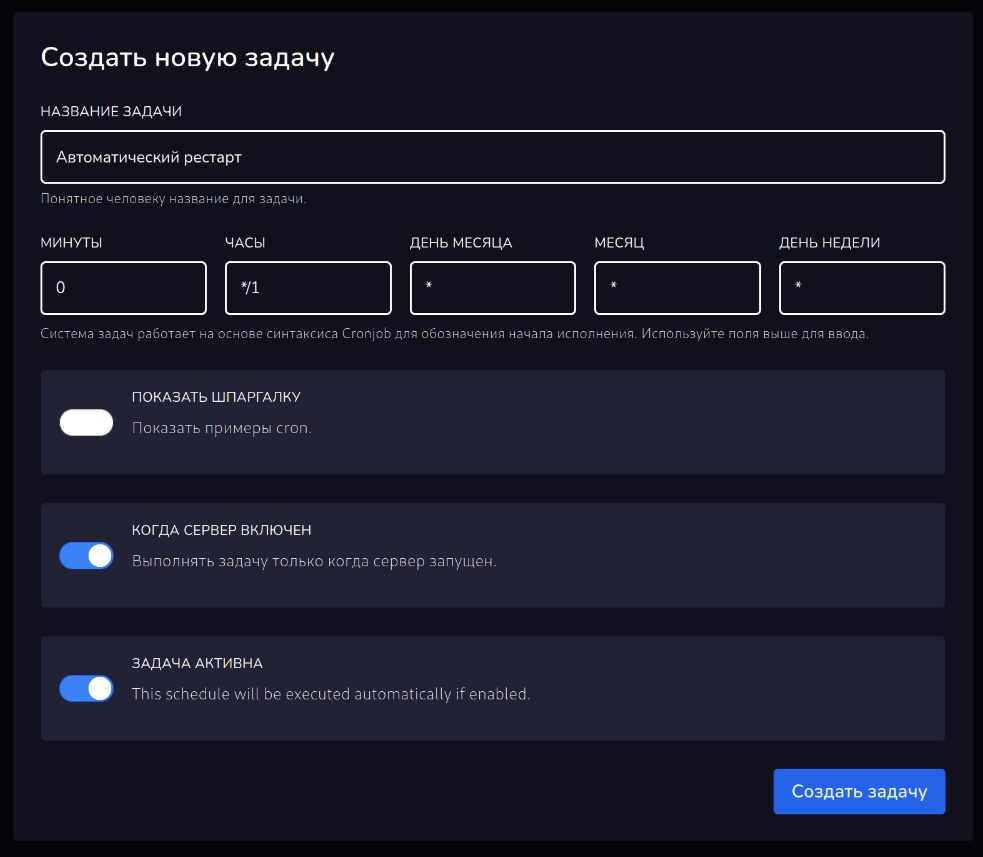 Создать новую задачу
НАЗВАНИЕ ЗАДАЧИ
Автоматический рестарт
Понятное человеку название для задачи.
МИНУТЫ ЧАСЫ ДЕНЬ МЕСЯЦА МЕСЯЦ ДЕНЬ НЕДЕЛИ
0 */1 * * *
Система задач работает на основе синтаксиса Cronjob для обозначения начала исполнения. Используйте поля выше для ввода.
ПОКАЗАТЬ ШПАРГАЛКУ
Показать примеры cron.
КОГДА СЕРВЕР ВКЛЮЧЕН
Выполнять задачу только когда сервер запущен.
ЗАДАЧА АКТИВНА
This schedule will be executed automatically if enabled.
Создать задачу